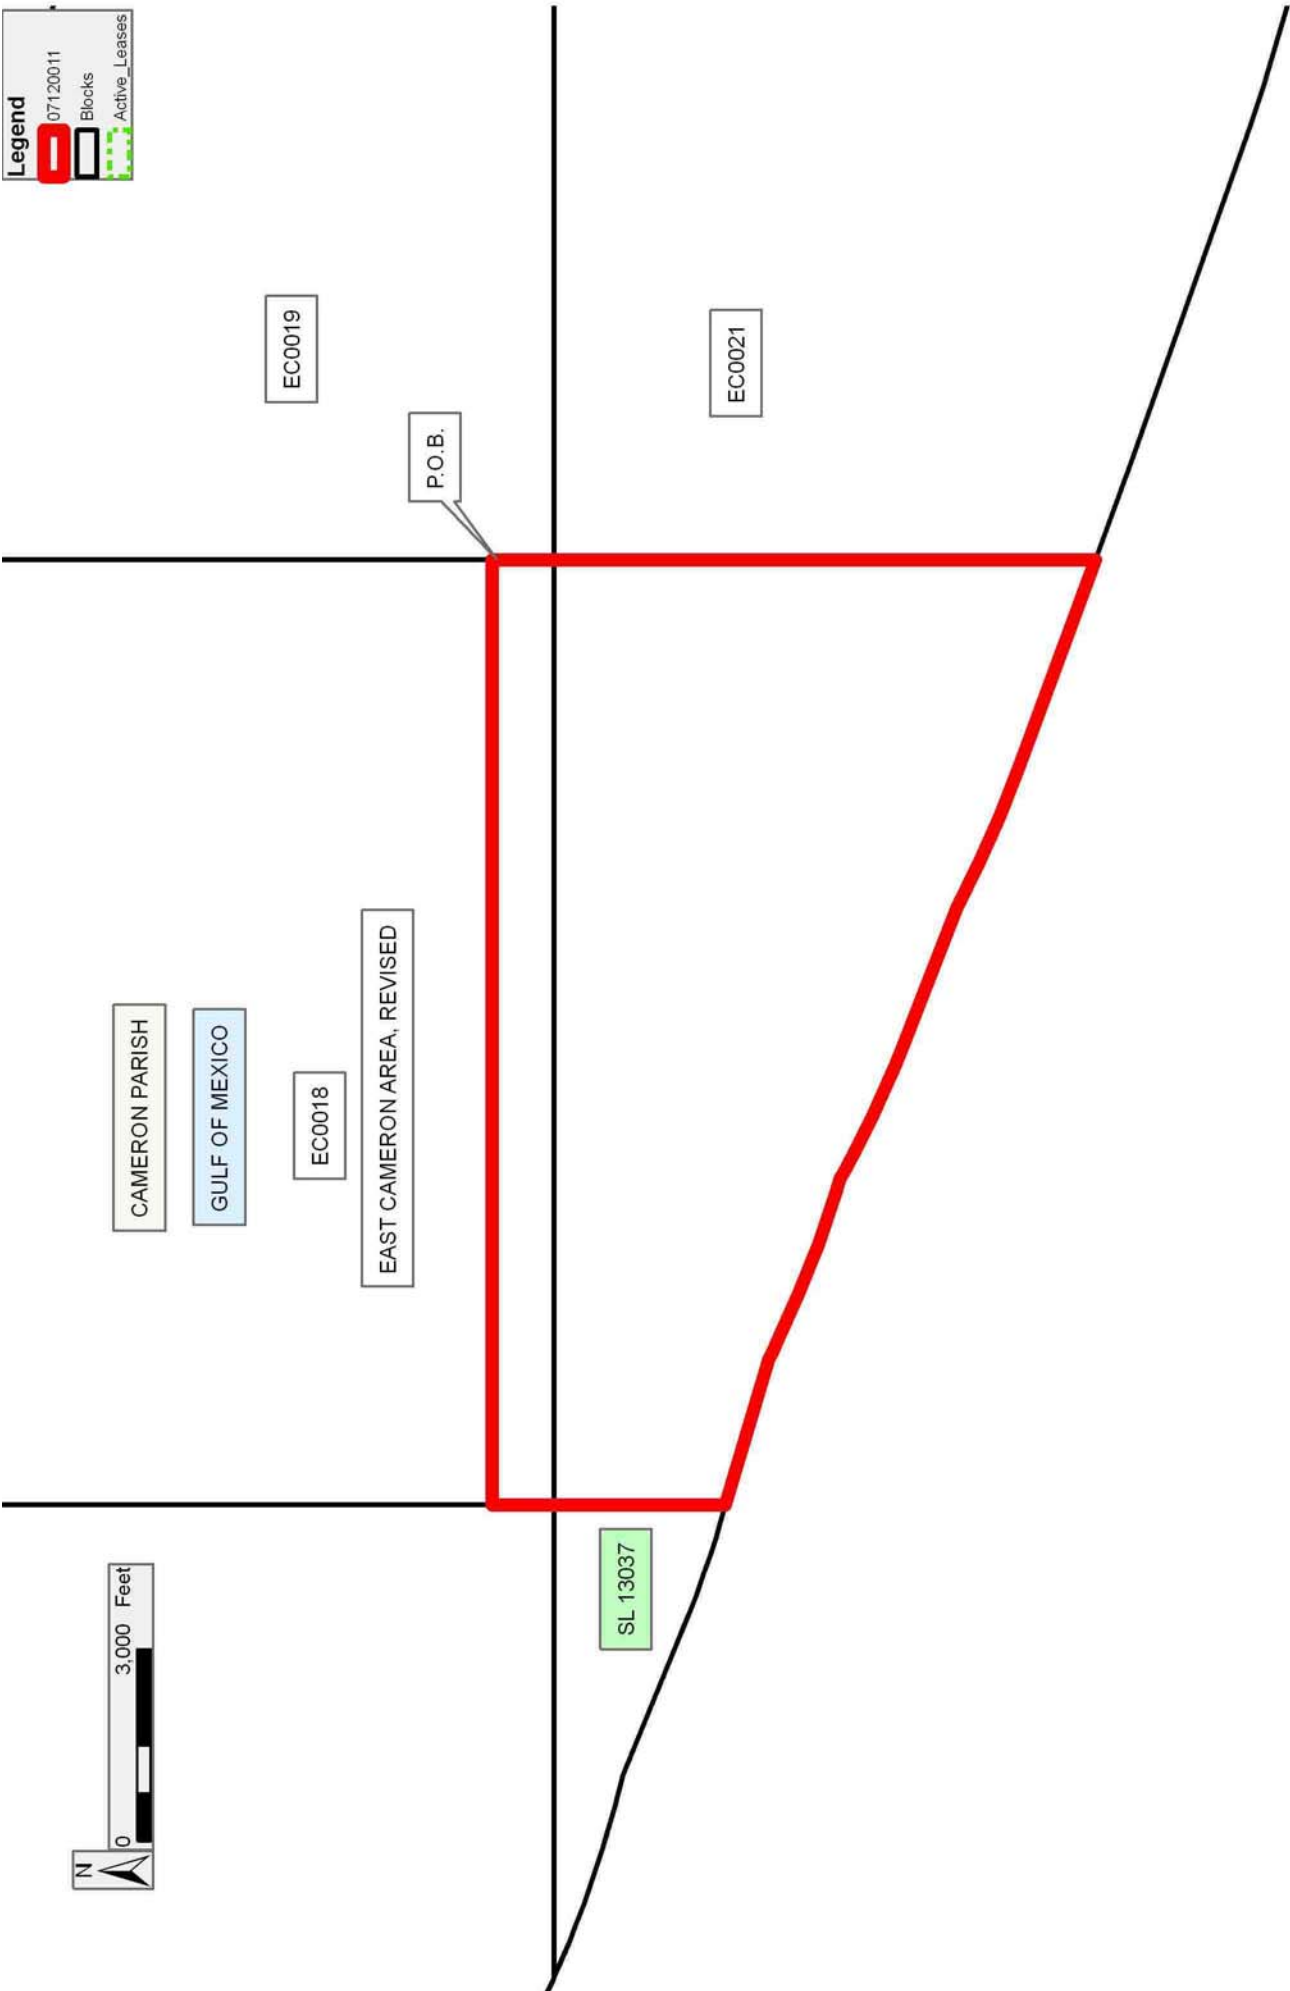 Legend
07120011
Blocks
Active_Leases
N
0 3,000 Feet
CAMERON PARISH
GULF OF MEXICO
EC0018
EC0019
EAST CAMERON AREA, REVISED
P.O.B.
SL 13037
EC0021